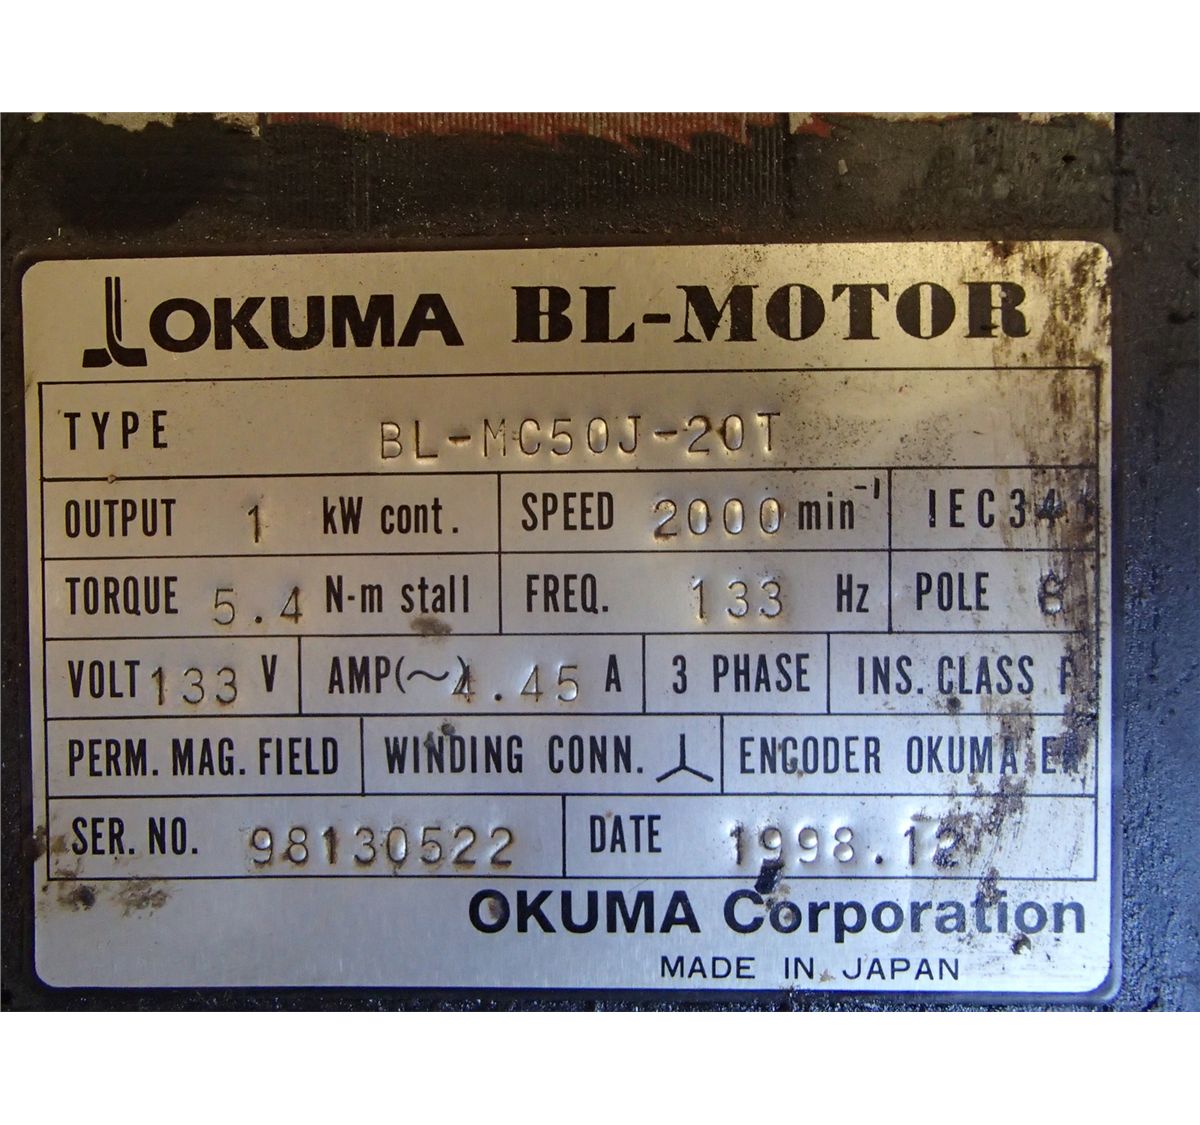 OKUMA BL-MOTOR
TYPE BL-MC50J-20T
OUTPUT 1 kW cont. SPEED 2000 min⁻¹ IEC34
TORQUE 5.4 N-m stall FREQ. 133 Hz POLE
VOLT 133 V AMP(~) 4.45 A 3 PHASE INS. CLASS F
PERM. MAG. FIELD WINDING CONN. ENCODER OKUMA
SER. NO. 98130522 DATE 1998.12
OKUMA Corporation
MADE IN JAPAN